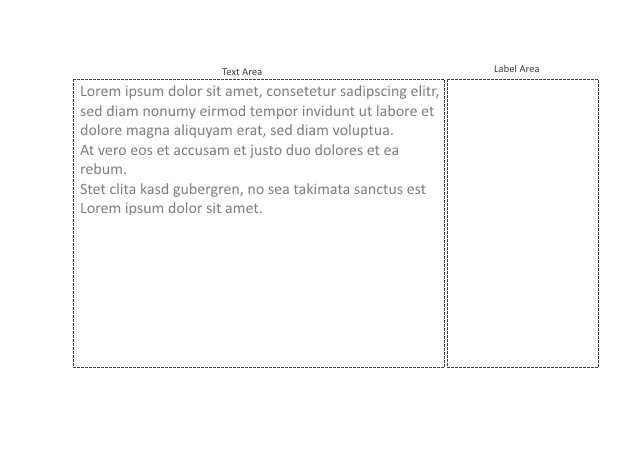 Text Area
Label Area
Lorem ipsum dolor sit amet, consetetur sadipscing elitr,
sed diam nonumy eirmod tempor invidunt ut labore et
dolore magna aliquyam erat, sed diam voluptua.
At vero eos et accusam et justo duo dolores et ea
rebum.
Stet clita kasd gubergren, no sea takimata sanctus est
Lorem ipsum dolor sit amet.